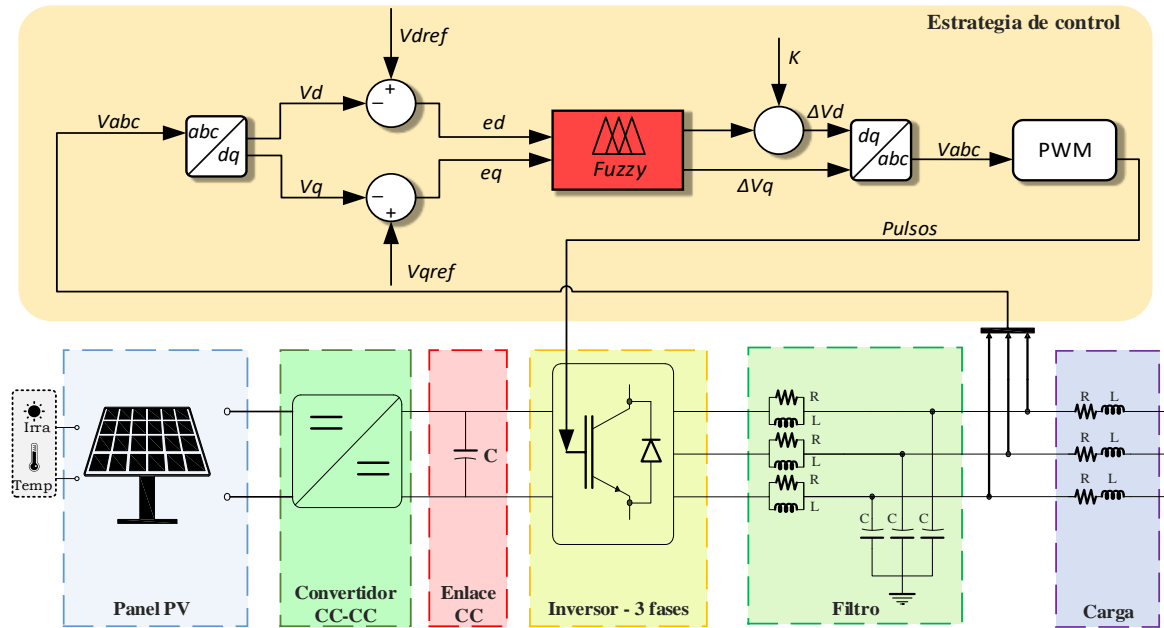 Estrategia de control
Vdref
K
Vabc
abc
dq
Vd
Vq
−
+
−
+
ed
eq
Vqref
Fuzzy
ΔVd
ΔVq
dq
abc
Vabc
PWM
Pulsos
Irra
Temp
Panel PV
Convertidor
CC-CC
C
Enlace
CC
Inversor - 3 fases
R
L
R
L
R
L
C
C
C
Filtro
R
L
R
L
R
L
Carga